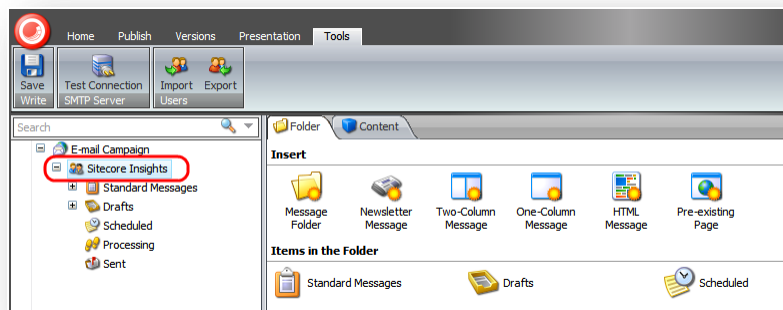 Home Publish Versions Presentation Tools
Save Test Connection Import Export
Write SMTP Server Users
Search
Folder Content
E-mail Campaign
Sitecore Insights
Standard Messages
Drafts
Scheduled
Processing
Sent
Insert
Message Folder
Newsletter Message
Two-Column Message
One-Column Message
HTML Message
Pre-existing Page
Items in the Folder
Standard Messages Drafts Scheduled